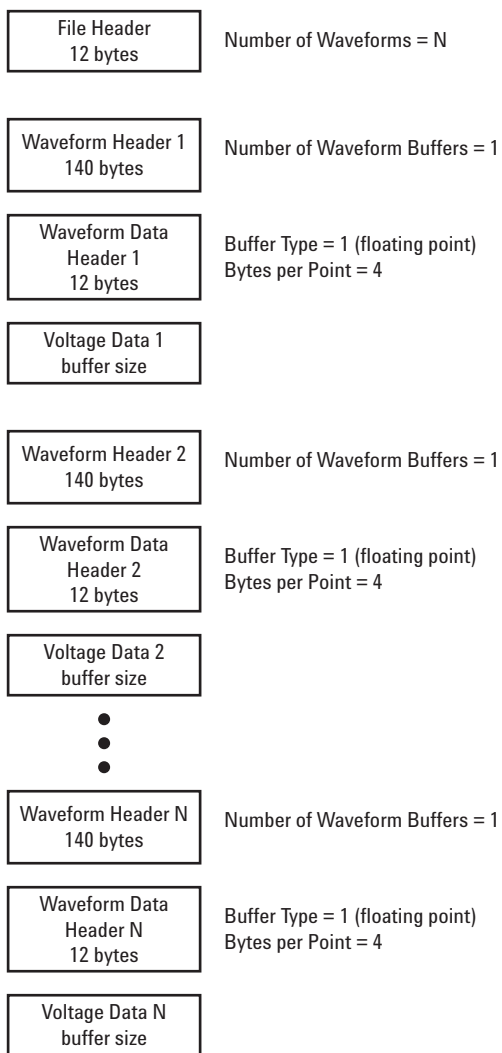 File Header
12 bytes
Number of Waveforms = N
Waveform Header 1
140 bytes
Number of Waveform Buffers = 1
Waveform Data
Header 1
12 bytes
Buffer Type = 1 (floating point)
Bytes per Point = 4
Voltage Data 1
buffer size
Waveform Header 2
140 bytes
Number of Waveform Buffers = 1
Waveform Data
Header 2
12 bytes
Buffer Type = 1 (floating point)
Bytes per Point = 4
Voltage Data 2
buffer size
Waveform Header N
140 bytes
Number of Waveform Buffers = 1
Waveform Data
Header N
12 bytes
Buffer Type = 1 (floating point)
Bytes per Point = 4
Voltage Data N
buffer size